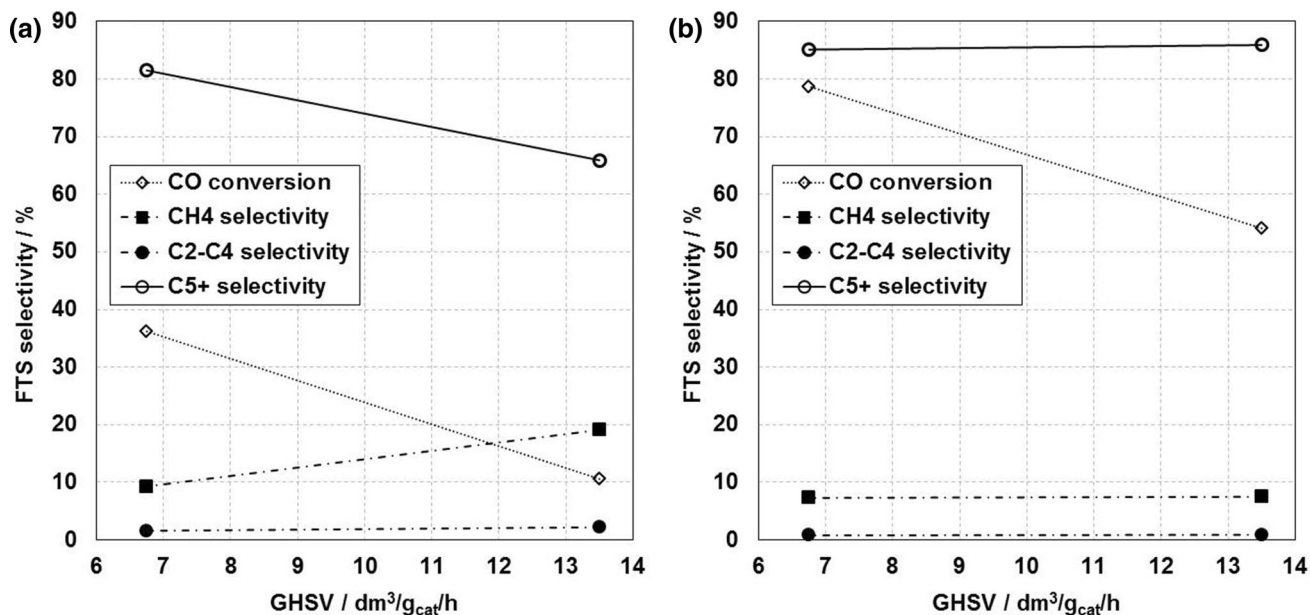 (a)
FTS selectivity / %
90
80
70
60
50
40
30
20
10
0
CO conversion
CH4 selectivity
C2-C4 selectivity
C5+ selectivity
6 7 8 9 10 11 12 13 14
GHSV / dm³/g_cat/h
(b)
FTS selectivity / %
90
80
70
60
50
40
30
20
10
0
CO conversion
CH4 selectivity
C2-C4 selectivity
C5+ selectivity
6 7 8 9 10 11 12 13 14
GHSV / dm³/g_cat/h